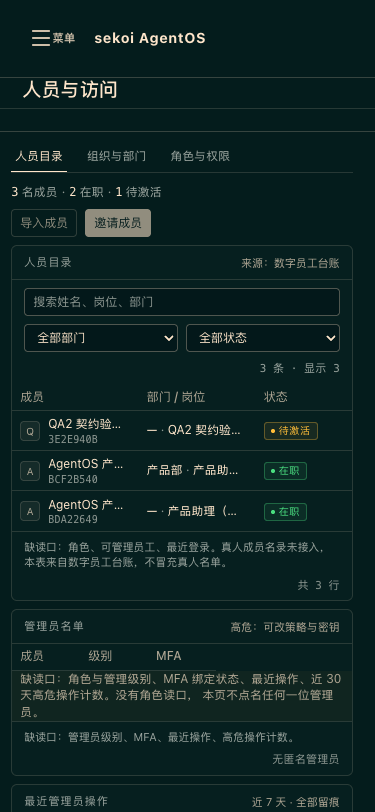 菜单 sekoi AgentOS
人员与访问
人员目录 组织与部门 角色与权限
3 名成员 · 2 在职 · 1 待激活
导入成员 邀请成员
人员目录 来源：数字员工台账
搜索姓名、岗位、部门
全部部门 全部状态
3 条 · 显示 3
成员 部门 / 岗位 状态
Q QA2 契约验... — · QA2 契约验... 待激活
3E2E940B
A AgentOS 产... 产品部 · 产品助... 在职
BCF2B540
A AgentOS 产... — · 产品助理（... 在职
BDA22649
缺读口：角色、可管理员工、最近登录。真人成员名录未接入，
本表来自数字员工台账，不冒充真人名单。
共 3 行
管理员名单 高危：可改策略与密钥
成员 级别 MFA
缺读口：角色与管理级别、MFA 绑定状态、最近操作、近 30
天高危操作计数。没有角色读口， 本页不点名任何一位管理
员。
缺读口：管理员级别、MFA、最近操作、高危操作计数。
无匿名管理员
最近管理员操作 近 7 天 · 全部留痕